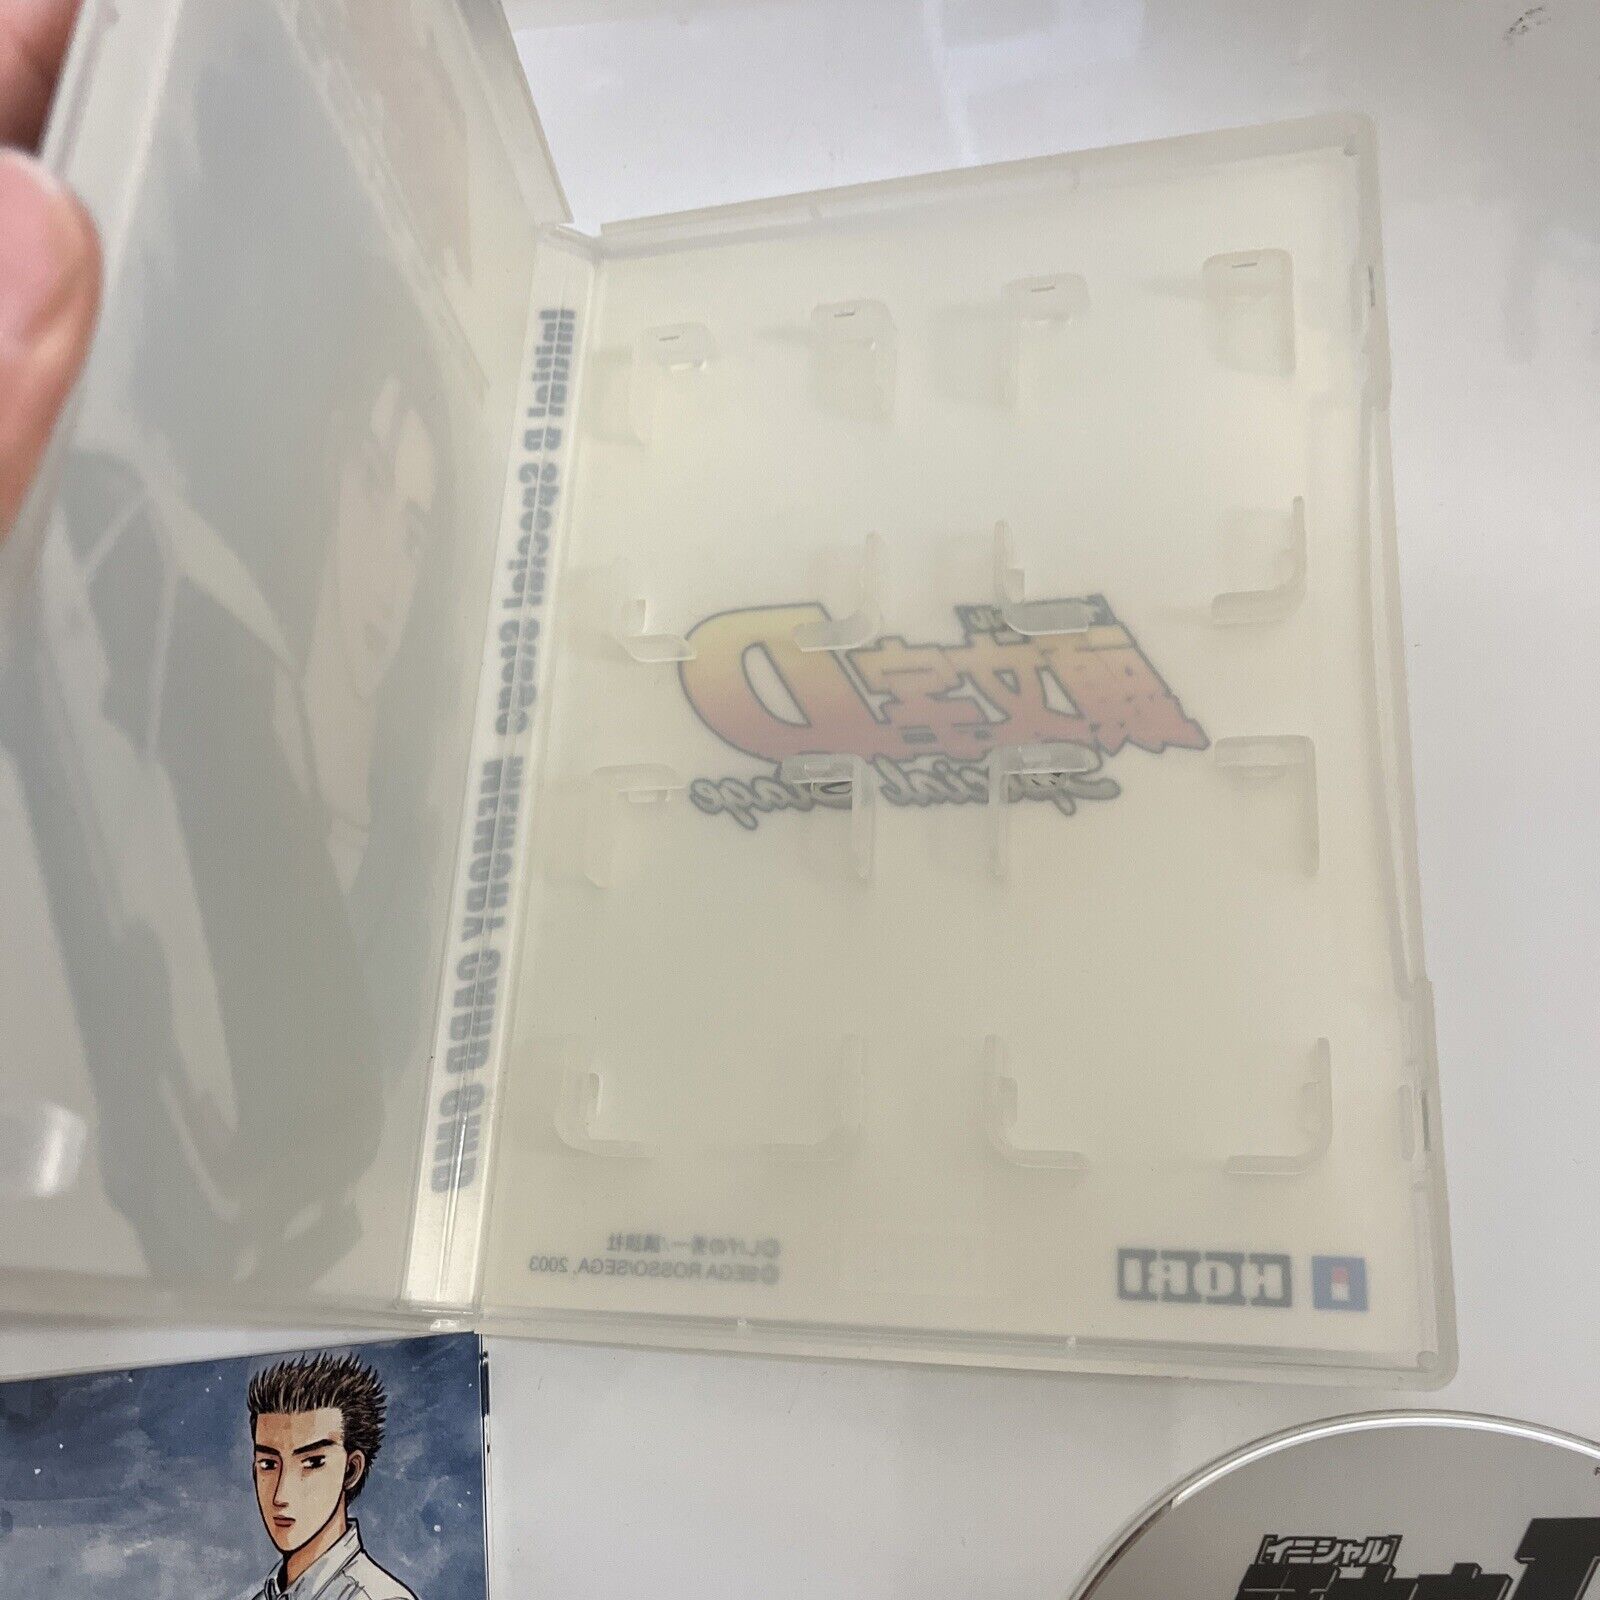 Initial D Special Stage MEMORY CARD CASE
頭文字D
Special Stage
©しげの秀一/講談社
©SEGA ROSSO/SEGA, 2003
HORI
[イニシャル]